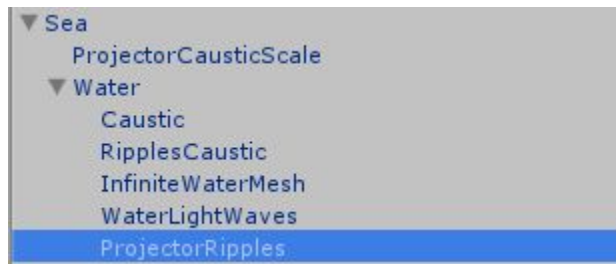 Sea
ProjectorCausticScale
Water
Caustic
RipplesCaustic
InfiniteWaterMesh
WaterLightWaves
ProjectorRipples